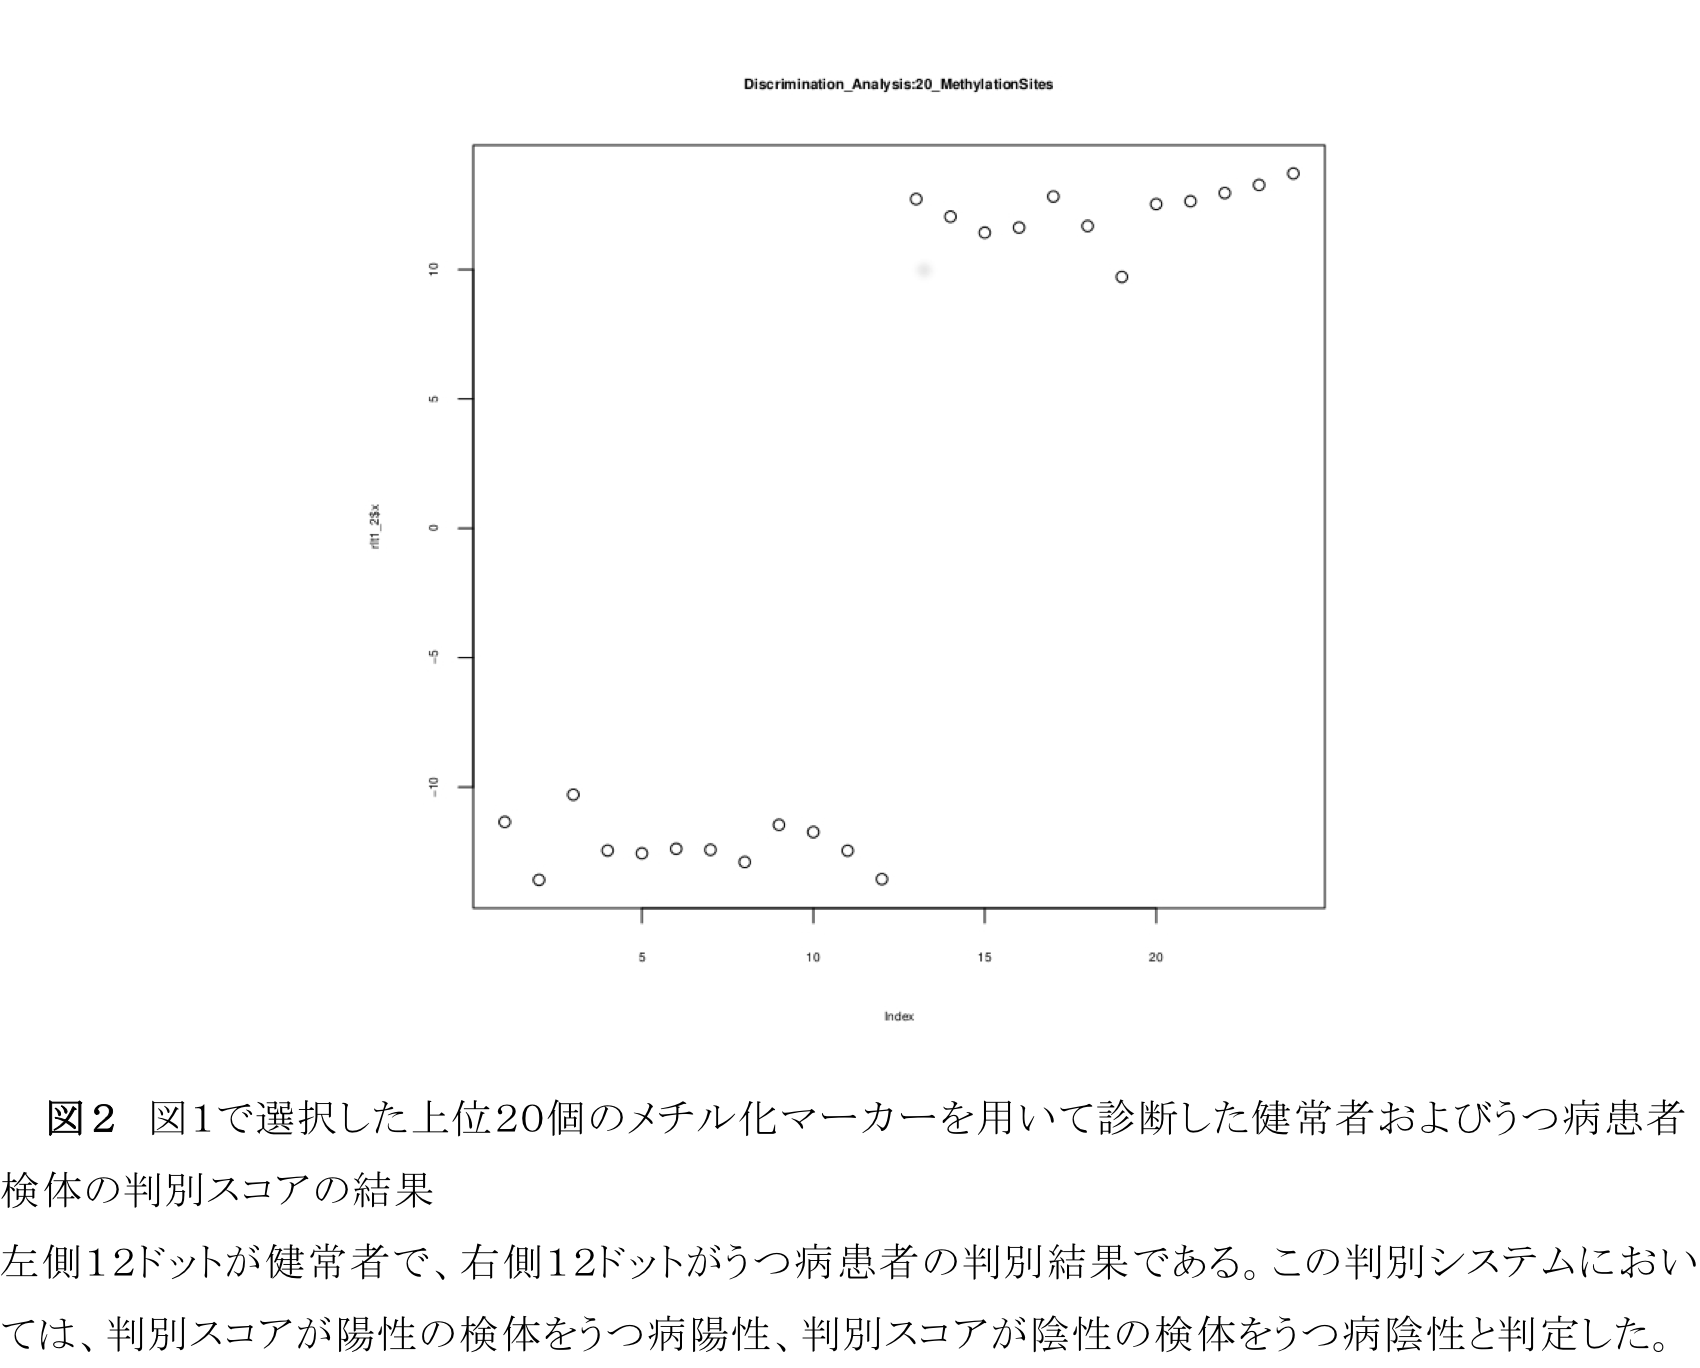 Discrimination_Analysis:20_MethylationSites
10
5
0
-5
-10
rlt1_2$x
5 10 15 20
Index
図２　図１で選択した上位２０個のメチル化マーカーを用いて診断した健常者およびうつ病患者
検体の判別スコアの結果
左側１２ドットが健常者で、右側１２ドットがうつ病患者の判別結果である。この判別システムにおい
ては、判別スコアが陽性の検体をうつ病陽性、判別スコアが陰性の検体をうつ病陰性と判定した。